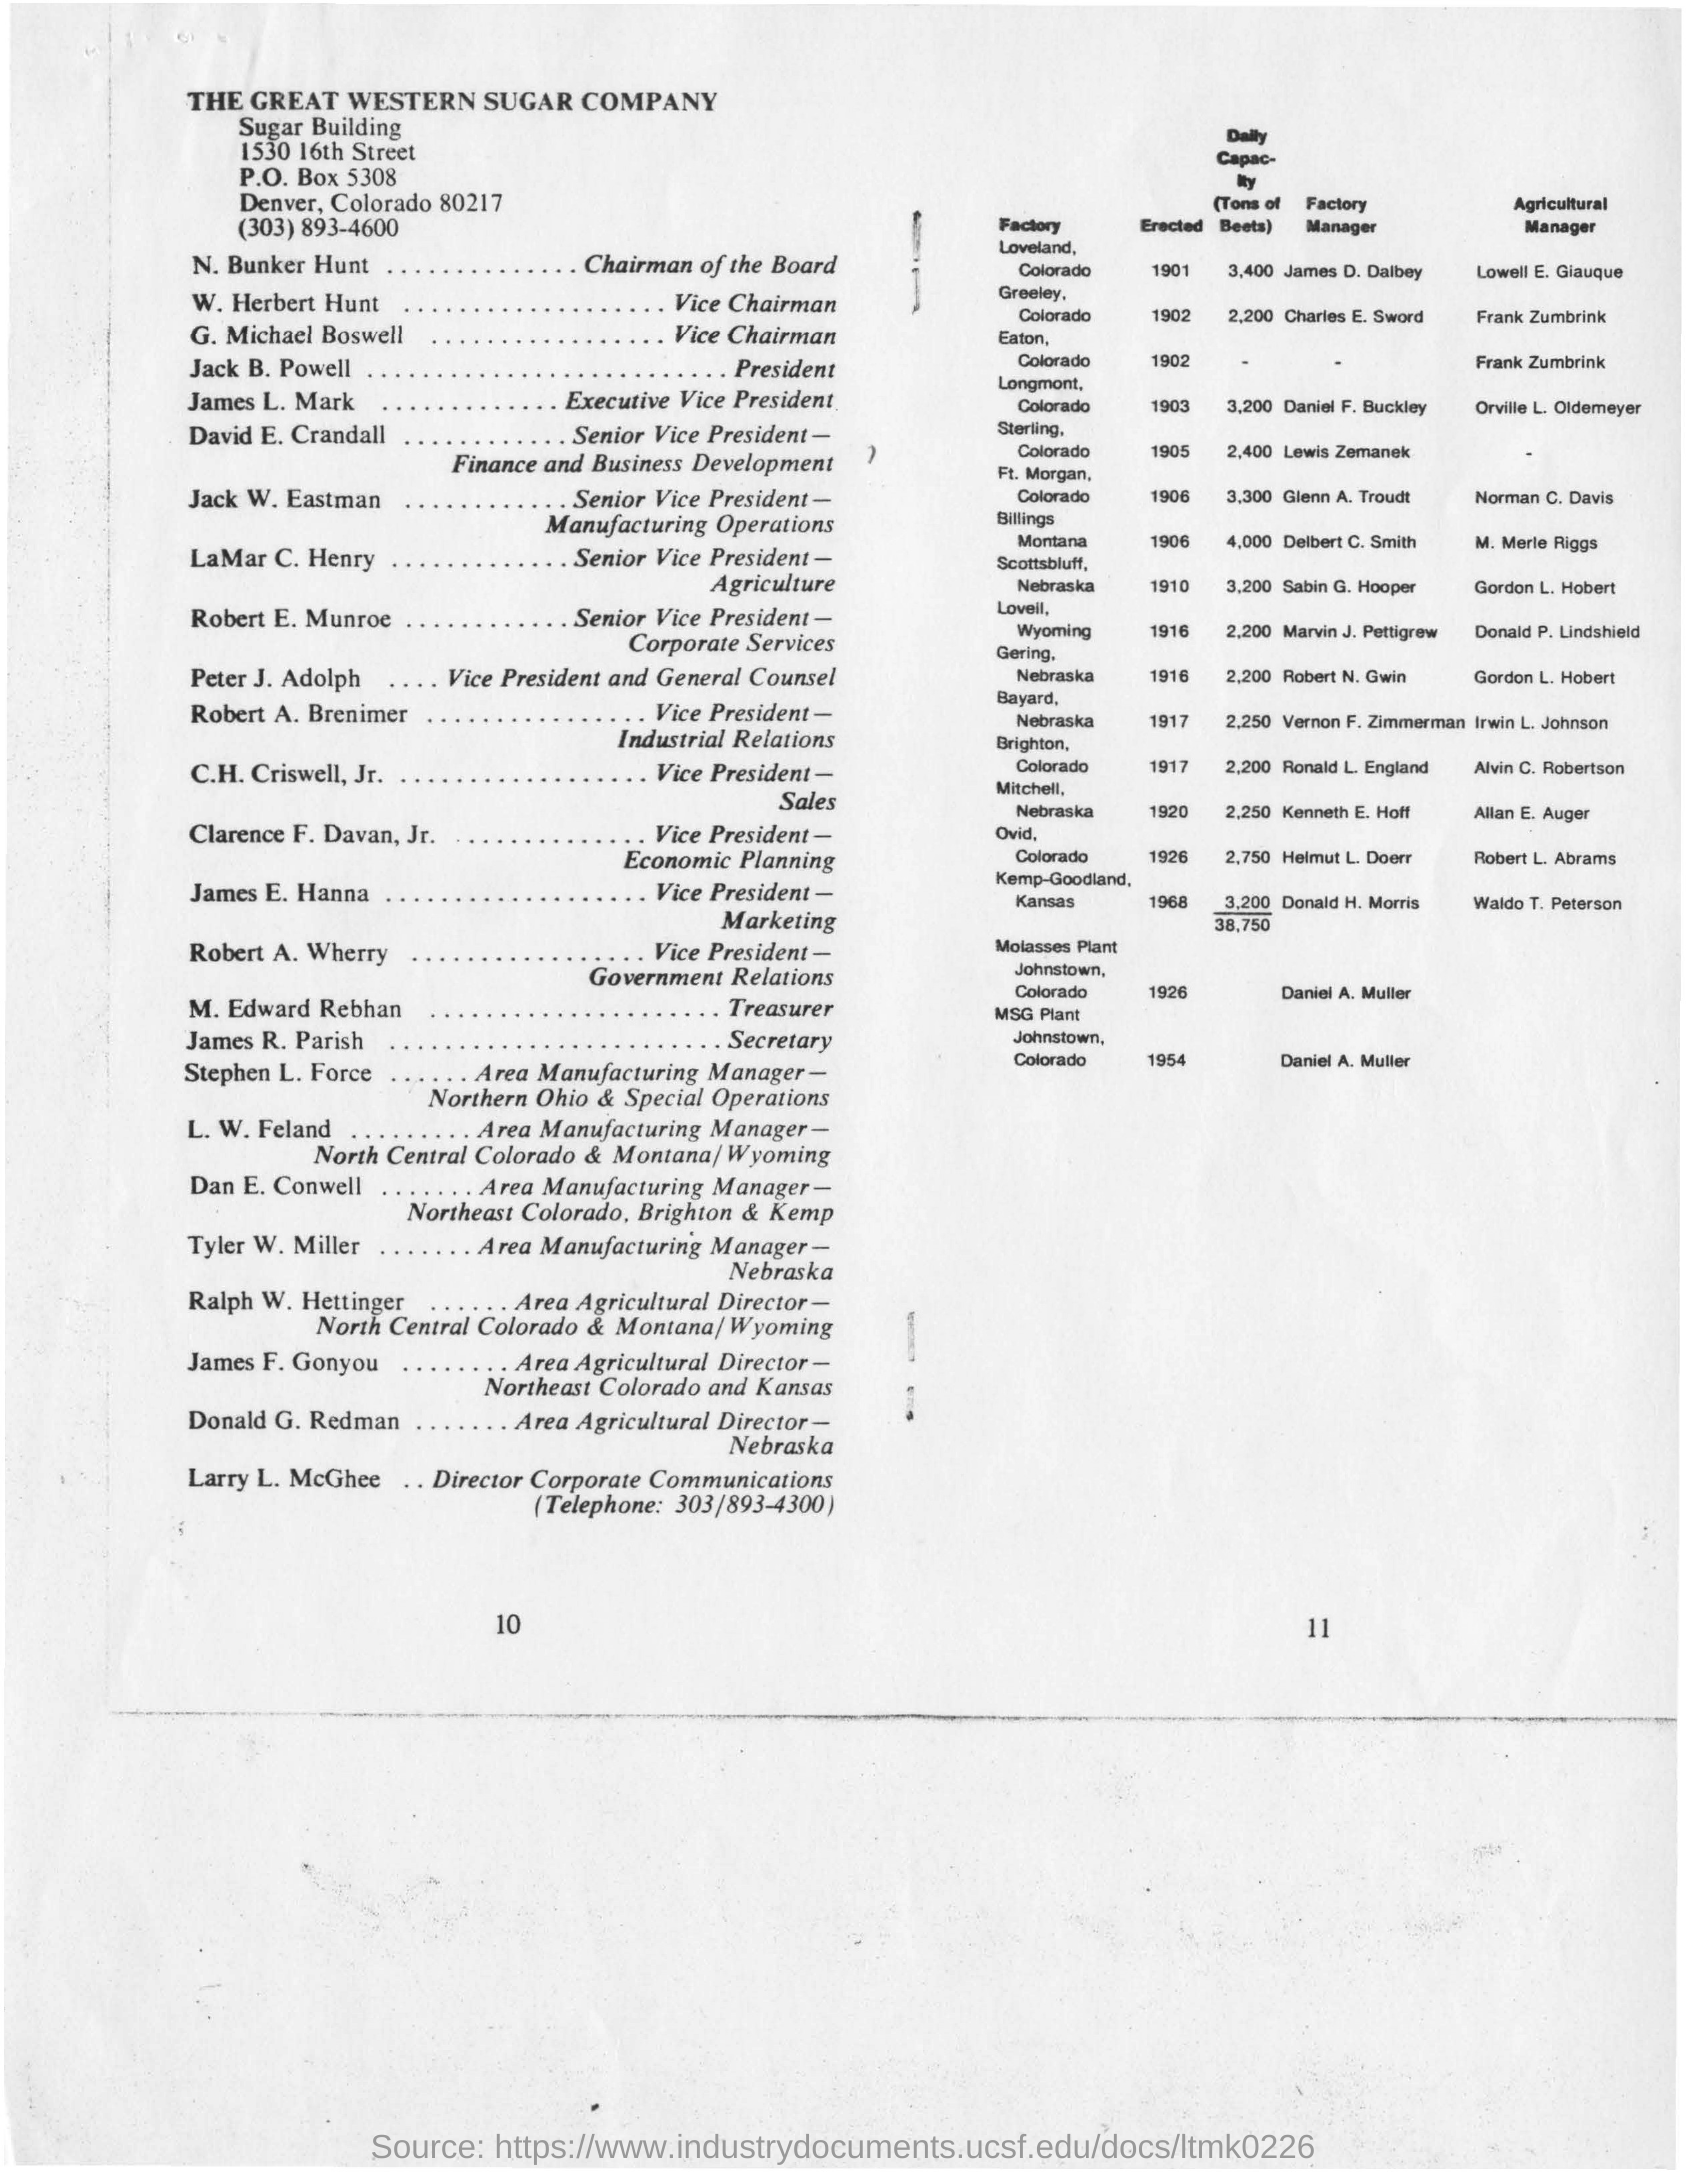 THE GREAT WESTERN SUGAR COMPANY
Sugar Building
1530 16th Street
P.O. Box 5308
Denver, Colorado 80217
(303) 893-4600
N. Bunker Hunt .............. Chairman of the Board
W. Herbert Hunt ................... Vice Chairman
G. Michael Boswell ................. Vice Chairman
Jack B. Powell .......................... President
James L. Mark ............. Executive Vice President
David E. Crandall ............ Senior Vice President—
Finance and Business Development
Jack W. Eastman ............ Senior Vice President—
Manufacturing Operations
LaMar C. Henry ............. Senior Vice President—
Agriculture
Robert E. Munroe ............ Senior Vice President—
Corporate Services
Peter J. Adolph .... Vice President and General Counsel
Robert A. Brenimer ................ Vice President—
Industrial Relations
C.H. Criswell, Jr. .................. Vice President—
Sales
Clarence F. Davan, Jr. .............. Vice President—
Economic Planning
James E. Hanna ................... Vice President—
Marketing
Robert A. Wherry ................. Vice President—
Government Relations
M. Edward Rebhan ..................... Treasurer
James R. Parish ........................ Secretary
Stephen L. Force ...... Area Manufacturing Manager—
Northern Ohio & Special Operations
L. W. Feland ......... Area Manufacturing Manager—
North Central Colorado & Montana/Wyoming
Dan E. Conwell ....... Area Manufacturing Manager—
Northeast Colorado, Brighton & Kemp
Tyler W. Miller ....... Area Manufacturing Manager—
Nebraska
Ralph W. Hettinger ...... Area Agricultural Director—
North Central Colorado & Montana/Wyoming
James F. Gonyou ........ Area Agricultural Director—
Northeast Colorado and Kansas
Donald G. Redman ....... Area Agricultural Director—
Nebraska
Larry L. McGhee .. Director Corporate Communications
(Telephone: 303/893-4300)
10
Daily
Capac-
ity
(Tons of Factory Agricultural
Factory Erected Beets) Manager Manager
Loveland,
Colorado 1901 3,400 James D. Dalbey Lowell E. Giauque
Greeley,
Colorado 1902 2,200 Charles E. Sword Frank Zumbrink
Eaton,
Colorado 1902 - - Frank Zumbrink
Longmont,
Colorado 1903 3,200 Daniel F. Buckley Orville L. Oldemeyer
Sterling,
Colorado 1905 2,400 Lewis Zemanek -
Ft. Morgan,
Colorado 1906 3,300 Glenn A. Troudt Norman C. Davis
Billings
Montana 1906 4,000 Delbert C. Smith M. Merle Riggs
Scottsbluff,
Nebraska 1910 3,200 Sabin G. Hooper Gordon L. Hobert
Lovell,
Wyoming 1916 2,200 Marvin J. Pettigrew Donald P. Lindshield
Gering,
Nebraska 1916 2,200 Robert N. Gwin Gordon L. Hobert
Bayard,
Nebraska 1917 2,250 Vernon F. Zimmerman Irwin L. Johnson
Brighton,
Colorado 1917 2,200 Ronald L. England Alvin C. Robertson
Mitchell,
Nebraska 1920 2,250 Kenneth E. Hoff Allan E. Auger
Ovid,
Colorado 1926 2,750 Helmut L. Doerr Robert L. Abrams
Kemp-Goodland,
Kansas 1968 3,200 Donald H. Morris Waldo T. Peterson
38,750
Molasses Plant
Johnstown,
Colorado 1926 Daniel A. Muller
MSG Plant
Johnstown,
Colorado 1954 Daniel A. Muller
11
Source: https://www.industrydocuments.ucsf.edu/docs/ltmk0226